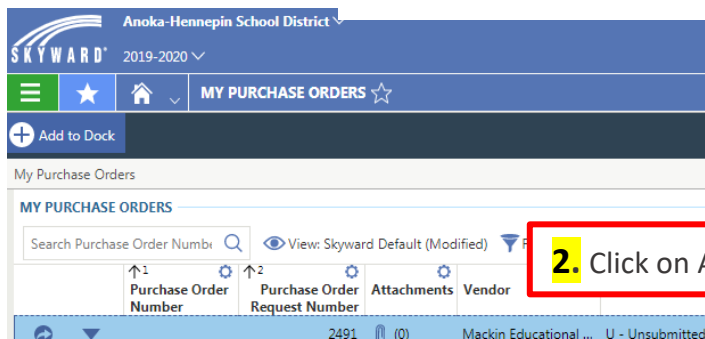 Anoka-Hennepin School District
SKYWARD
2019-2020
MY PURCHASE ORDERS
Add to Dock
My Purchase Orders
MY PURCHASE ORDERS
Search Purchase Order Numbe View: Skyward Default (Modified) F
2. Click on A
1 Purchase Order Number 2 Purchase Order Request Number Attachments Vendor
2491 (0) Mackin Educational ... U - Unsubmitted